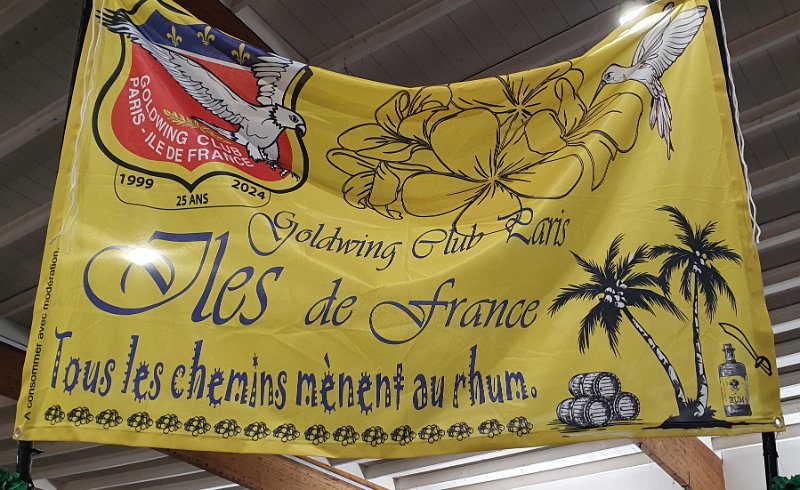 GOLDWING CLUB
PARIS
- ILE DE FRANCE
1999
2024
25 ANS
Goldwing Club Paris
Iles de France
Tous les chemins mènent au rhum.
A consommer avec modération.
RUM